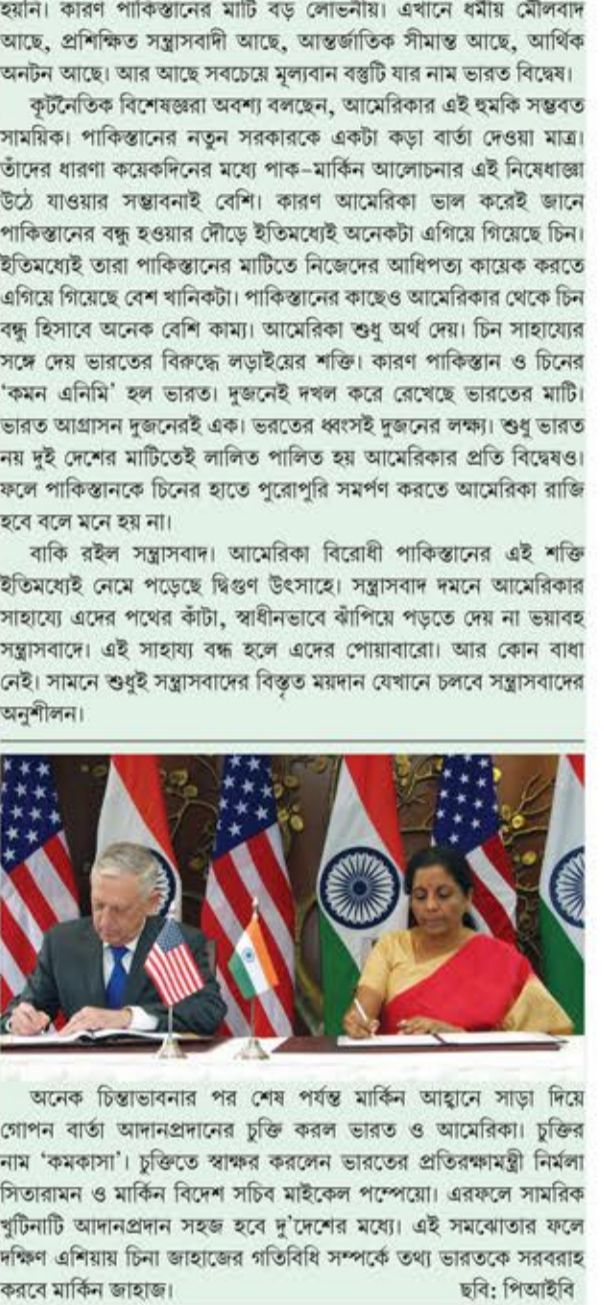 হয়নি। কারণ পাকিস্তানের মাটি বড় লোভনীয়। এখানে ধর্মীয় মৌলবাদ
আছে, প্রশিক্ষিত সন্ত্রাসবাদী আছে, আন্তর্জাতিক সীমান্ত আছে, আর্থিক
অনটন আছে। আর আছে সবচেয়ে মূল্যবান বস্তুটি যার নাম ভারত বিদ্বেষ।
কূটনৈতিক বিশেষজ্ঞরা অবশ্য বলছেন, আমেরিকার এই হুমকি সম্ভবত
সাময়িক। পাকিস্তানের নতুন সরকারকে একটা কড়া বার্তা দেওয়া মাত্র।
তাঁদের ধারণা কয়েকদিনের মধ্যে পাক–মার্কিন আলোচনার এই নিষেধাজ্ঞা
উঠে যাওয়ার সম্ভাবনাই বেশি। কারণ আমেরিকা ভাল করেই জানে
পাকিস্তানের বন্ধু হওয়ার দৌড়ে ইতিমধ্যেই অনেকটা এগিয়ে গিয়েছে চিন।
ইতিমধ্যেই তারা পাকিস্তানের মাটিতে নিজেদের আধিপত্য কায়েক করতে
এগিয়ে গিয়েছে বেশ খানিকটা। পাকিস্তানের কাছেও আমেরিকার থেকে চিন
বন্ধু হিসাবে অনেক বেশি কাম্য। আমেরিকা শুধু অর্থ দেয়। চিন সাহায্যের
সঙ্গে দেয় ভারতের বিরুদ্ধে লড়াইয়ের শক্তি। কারণ পাকিস্তান ও চিনের
‘কমন এনিমি’ হল ভারত। দুজনেই দখল করে রেখেছে ভারতের মাটি।
ভারত আগ্রাসন দুজনেরই এক। ভরতের ধ্বংসই দুজনের লক্ষ্য। শুধু ভারত
নয় দুই দেশের মাটিতেই লালিত পালিত হয় আমেরিকার প্রতি বিদ্বেষও।
ফলে পাকিস্তানকে চিনের হাতে পুরোপুরি সমর্পণ করতে আমেরিকা রাজি
হবে বলে মনে হয় না।
বাকি রইল সন্ত্রাসবাদ। আমেরিকা বিরোধী পাকিস্তানের এই শক্তি
ইতিমধ্যেই নেমে পড়েছে দ্বিগুণ উৎসাহে। সন্ত্রাসবাদ দমনে আমেরিকার
সাহায্যে এদের পথের কাঁটা, স্বাধীনভাবে ঝাঁপিয়ে পড়তে দেয় না ভয়াবহ
সন্ত্রাসবাদে। এই সাহায্য বন্ধ হলে এদের পোয়াবারো। আর কোন বাধা
নেই। সামনে শুধুই সন্ত্রাসবাদের বিস্তৃত ময়দান যেখানে চলবে সন্ত্রাসবাদের
অনুশীলন।
অনেক চিন্তাভাবনার পর শেষ পর্যন্ত মার্কিন আহ্বানে সাড়া দিয়ে
গোপন বার্তা আদানপ্রদানের চুক্তি করল ভারত ও আমেরিকা। চুক্তির
নাম ‘কমকাসা’। চুক্তিতে স্বাক্ষর করলেন ভারতের প্রতিরক্ষামন্ত্রী নির্মলা
সিতারামন ও মার্কিন বিদেশ সচিব মাইকেল পম্পেয়ো। এরফলে সামরিক
খুটিনাটি আদানপ্রদান সহজ হবে দু’দেশের মধ্যে। এই সমঝোতার ফলে
দক্ষিণ এশিয়ায় চিনা জাহাজের গতিবিধি সম্পর্কে তথ্য ভারতকে সরবরাহ
করবে মার্কিন জাহাজ। ছবি: পিআইবি